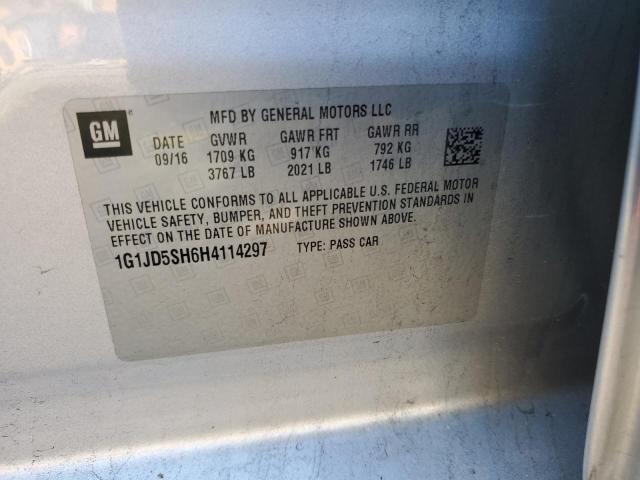 GM
MFD BY GENERAL MOTORS LLC
DATE GVWR GAWR FRT GAWR RR
09/16 1709 KG 917 KG 792 KG
3767 LB 2021 LB 1746 LB
THIS VEHICLE CONFORMS TO ALL APPLICABLE U.S. FEDERAL MOTOR
VEHICLE SAFETY, BUMPER, AND THEFT PREVENTION STANDARDS IN
EFFECT ON THE DATE OF MANUFACTURE SHOWN ABOVE.
1G1JD5SH6H4114297 TYPE: PASS CAR